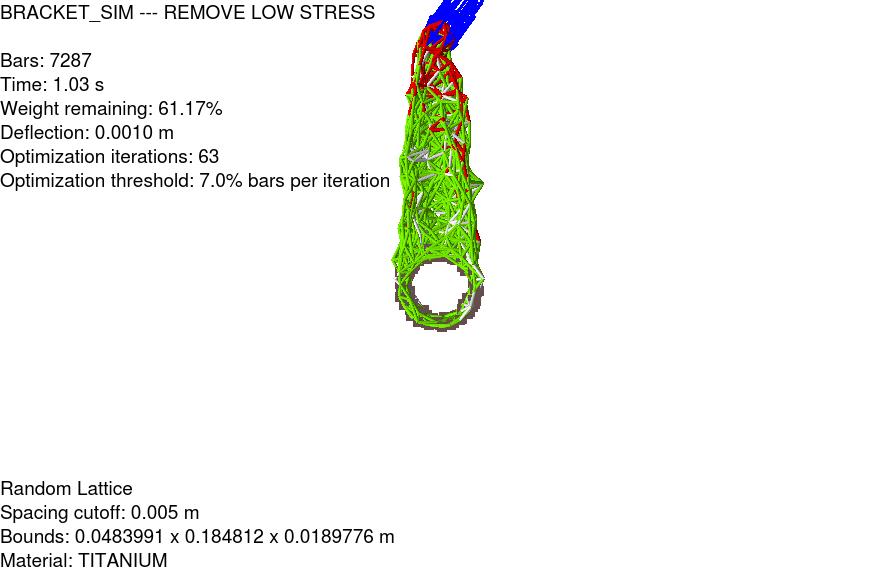 BRACKET_SIM --- REMOVE LOW STRESS
Bars: 7287
Time: 1.03 s
Weight remaining: 61.17%
Deflection: 0.0010 m
Optimization iterations: 63
Optimization threshold: 7.0% bars per iteration
Random Lattice
Spacing cutoff: 0.005 m
Bounds: 0.0483991 x 0.184812 x 0.0189776 m
Material: TITANIUM